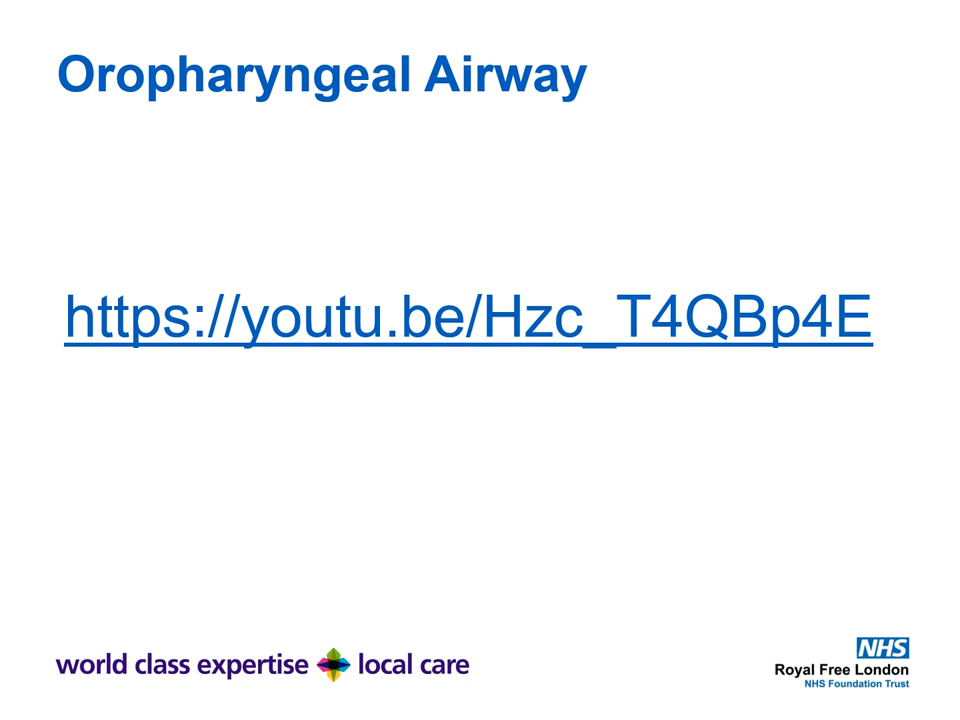 Oropharyngeal Airway
https://youtu.be/Hzc_T4QBp4E
world class expertise local care
NHS
Royal Free London
NHS Foundation Trust